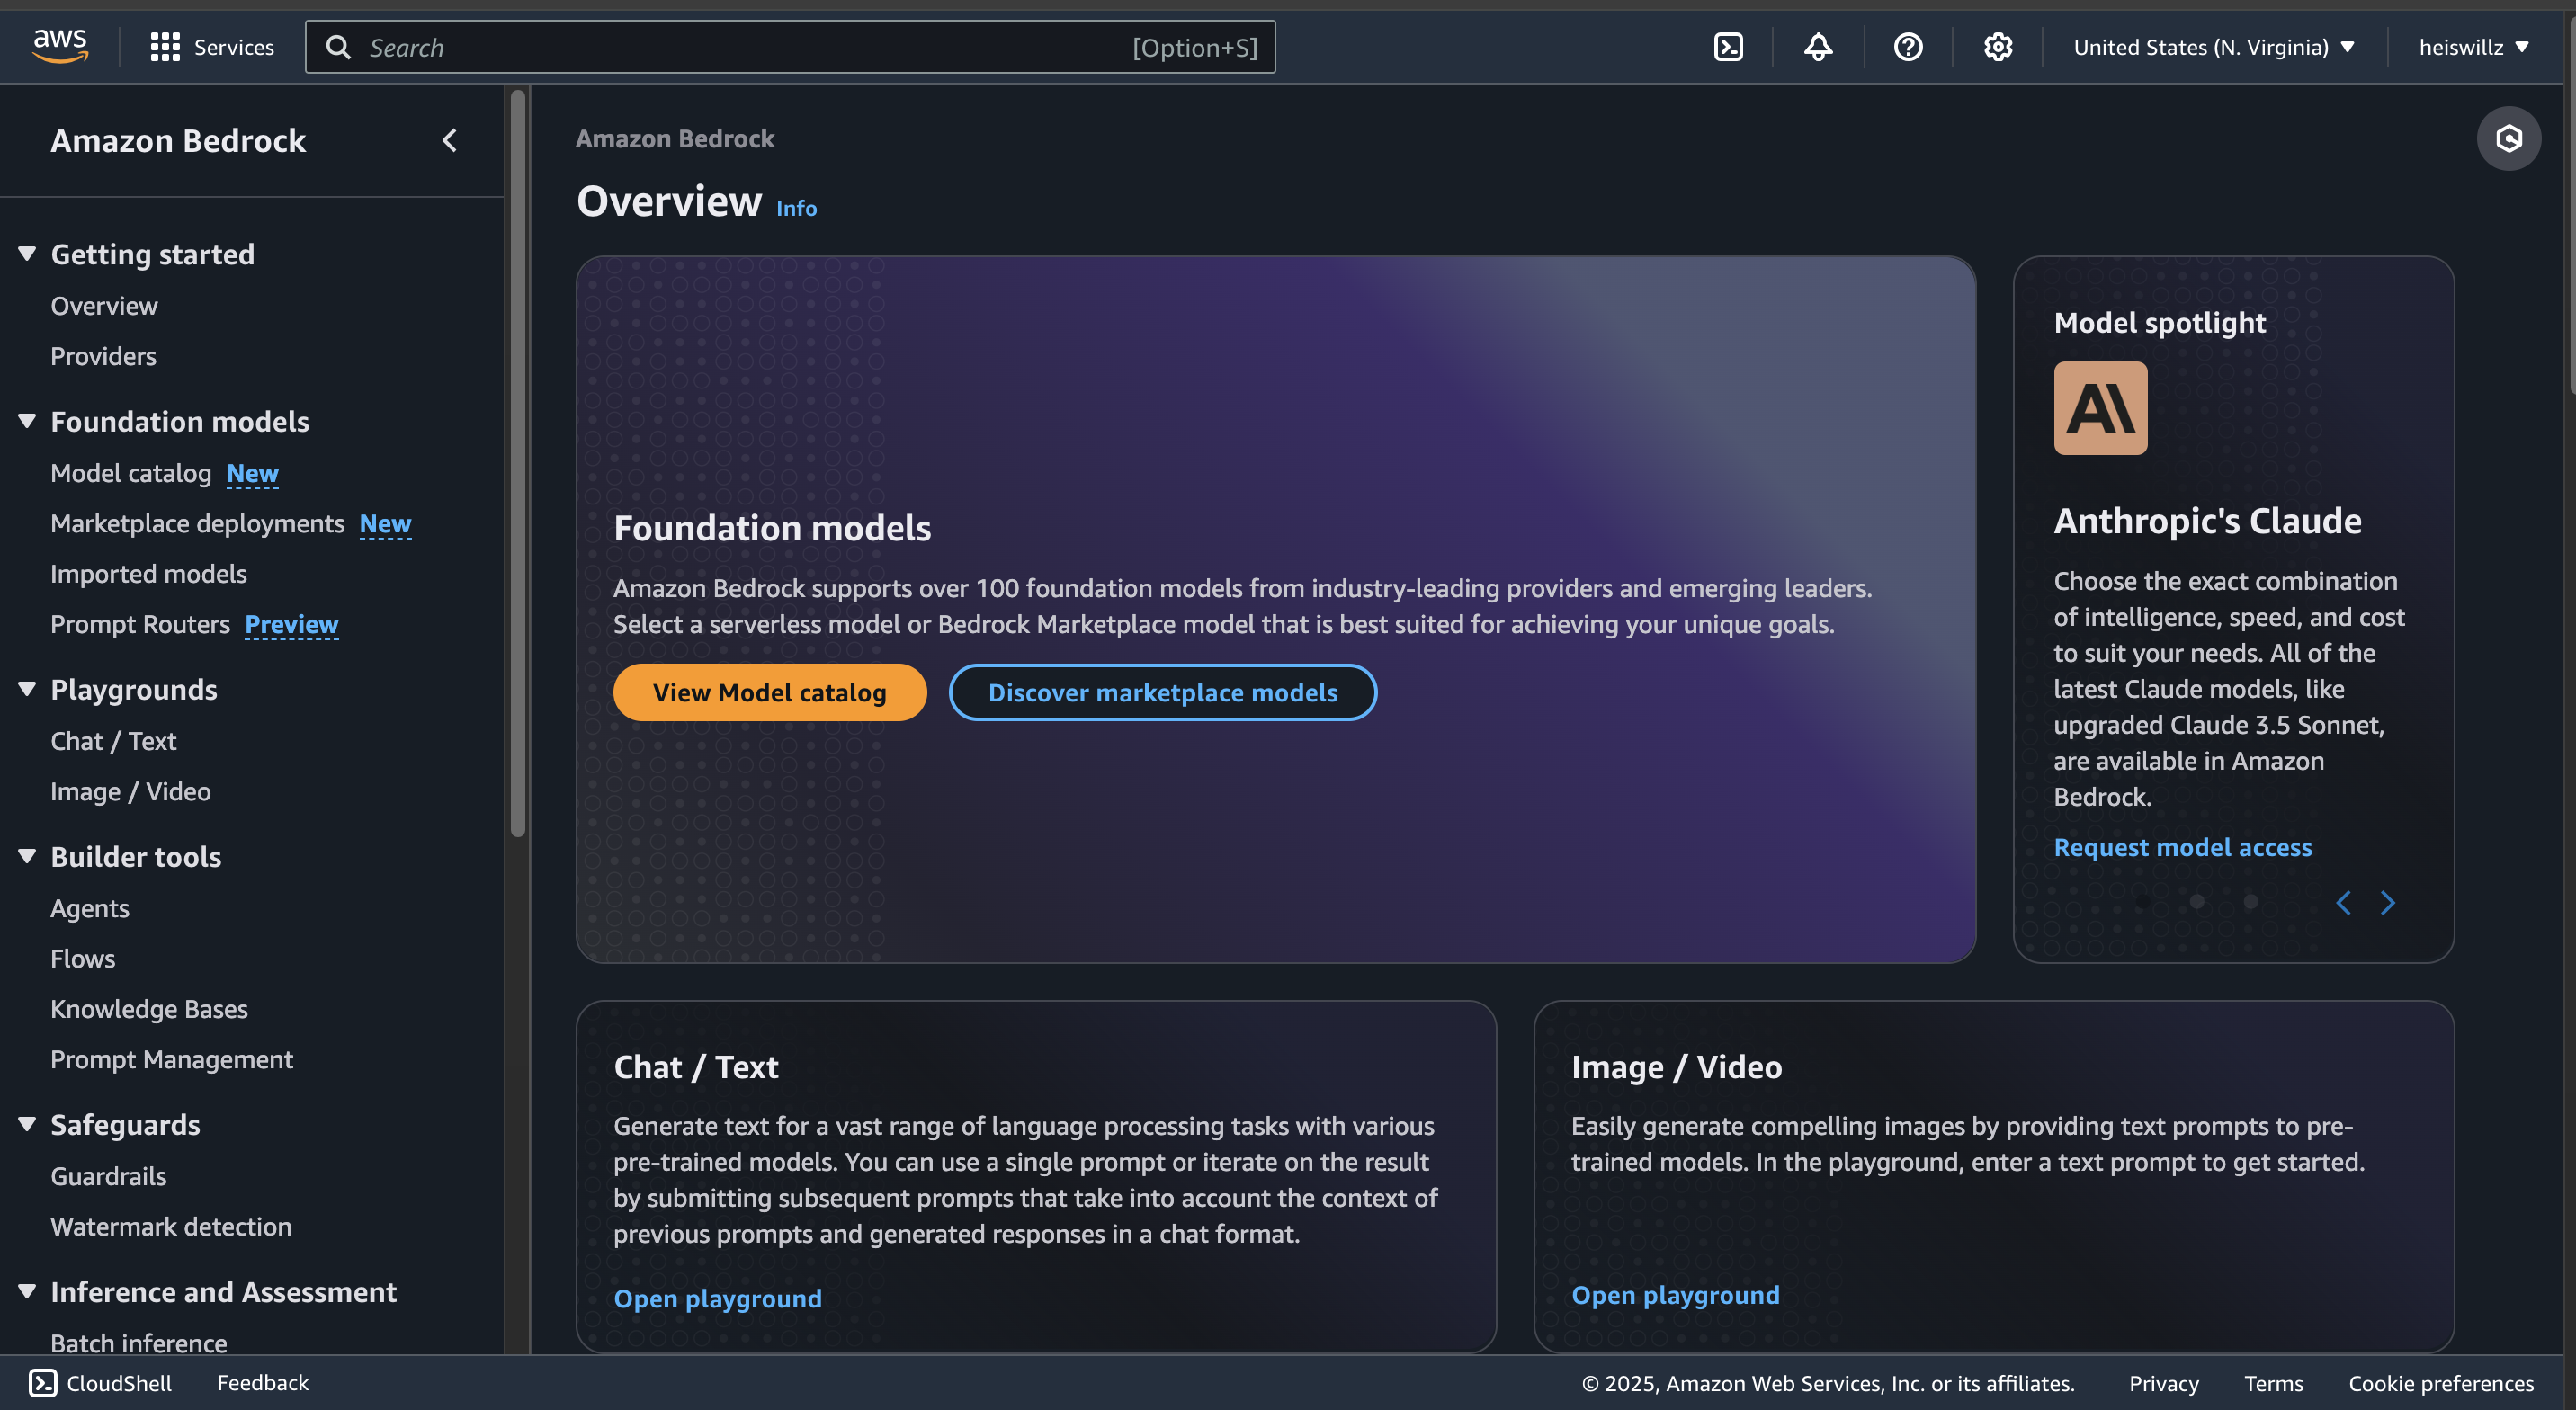 aws
Services
Search
[Option+S]
United States (N. Virginia)
heiswillz
Amazon Bedrock
Getting started
Overview
Providers
Foundation models
Model catalog New
Marketplace deployments New
Imported models
Prompt Routers Preview
Playgrounds
Chat / Text
Image / Video
Builder tools
Agents
Flows
Knowledge Bases
Prompt Management
Safeguards
Guardrails
Watermark detection
Inference and Assessment
Batch inference
Amazon Bedrock
Overview Info
Foundation models
Amazon Bedrock supports over 100 foundation models from industry-leading providers and emerging leaders.
Select a serverless model or Bedrock Marketplace model that is best suited for achieving your unique goals.
View Model catalog
Discover marketplace models
Model spotlight
A\
Anthropic's Claude
Choose the exact combination
of intelligence, speed, and cost
to suit your needs. All of the
latest Claude models, like
upgraded Claude 3.5 Sonnet,
are available in Amazon
Bedrock.
Request model access
Chat / Text
Generate text for a vast range of language processing tasks with various
pre-trained models. You can use a single prompt or iterate on the result
by submitting subsequent prompts that take into account the context of
previous prompts and generated responses in a chat format.
Open playground
Image / Video
Easily generate compelling images by providing text prompts to pre-
trained models. In the playground, enter a text prompt to get started.
Open playground
CloudShell
Feedback
© 2025, Amazon Web Services, Inc. or its affiliates.
Privacy
Terms
Cookie preferences